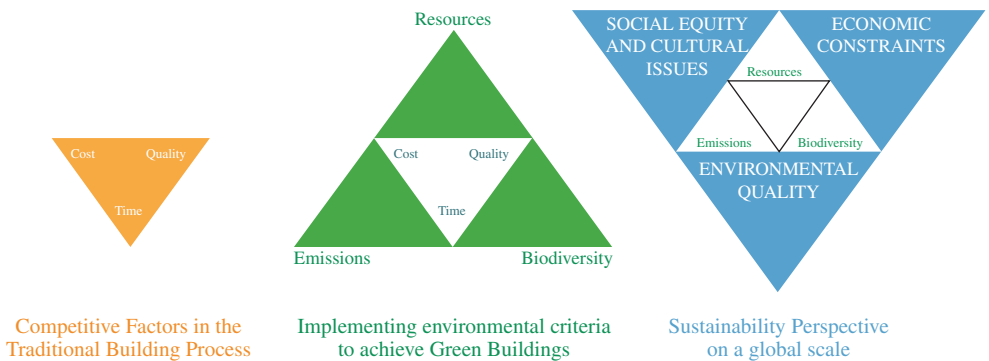 Cost Quality
Time
Competitive Factors in the
Traditional Building Process
Resources
Cost Quality
Time
Emissions Biodiversity
Implementing environmental criteria
to achieve Green Buildings
SOCIAL EQUITY
AND CULTURAL
ISSUES
ECONOMIC
CONSTRAINTS
Resources
Emissions Biodiversity
ENVIRONMENTAL
QUALITY
Sustainability Perspective
on a global scale